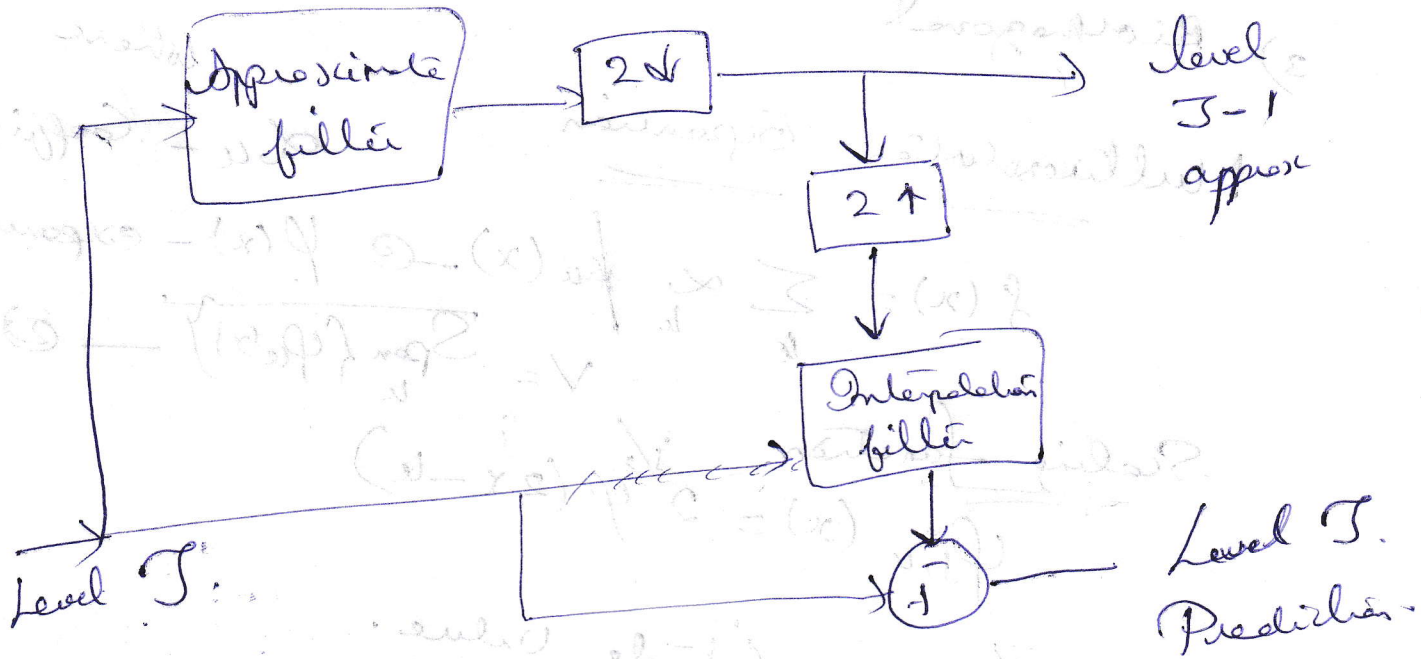 Approximate
filter
2 ↓
level
J-1
approx
2 ↑
Interpolation
filter
Level J.
Level J.
Prediction.